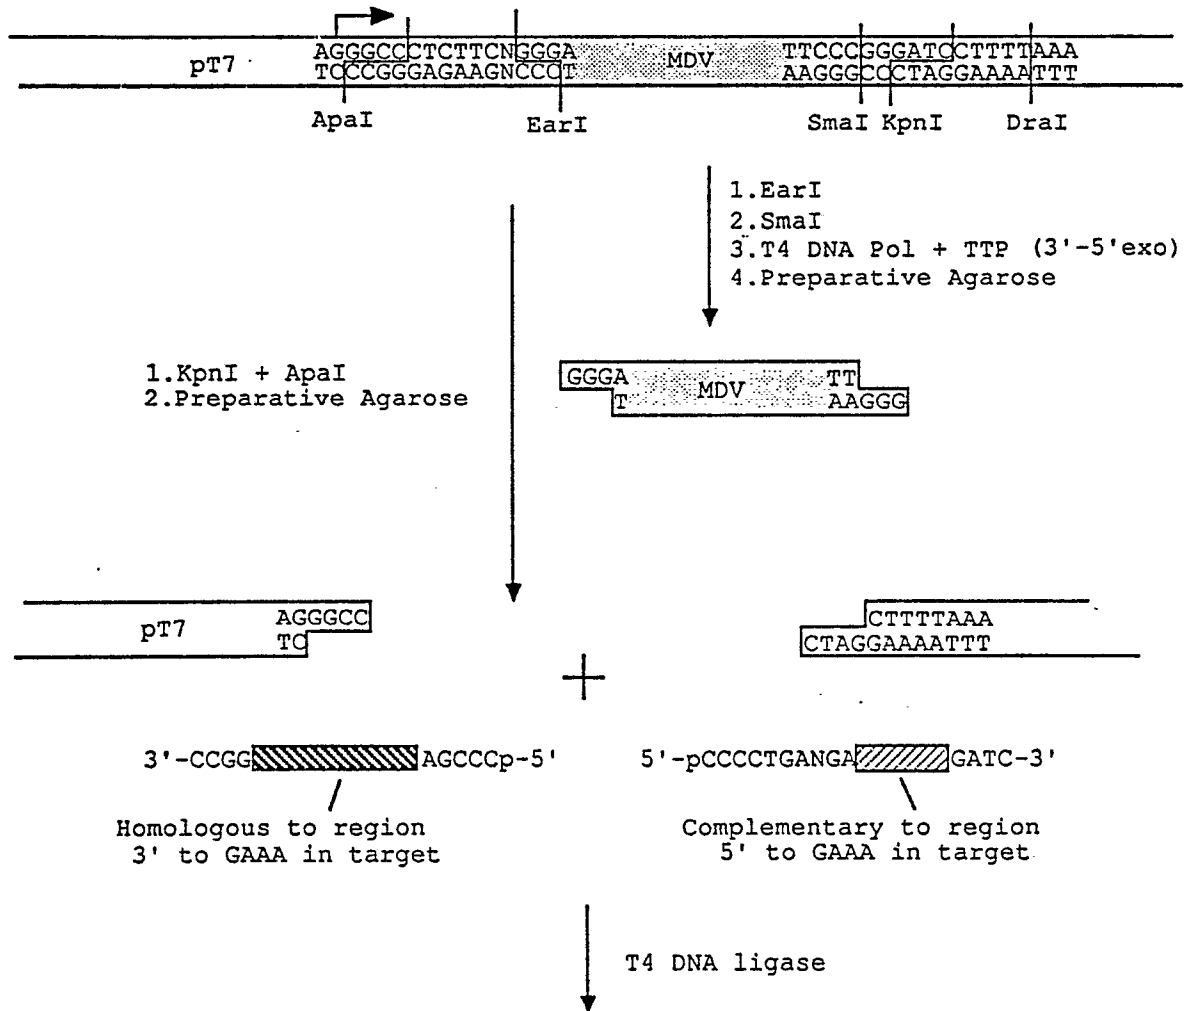 AGGGCCCTCTTCNGGGA TTCCCGGGATCCTTTTAAA
pT7 MDV
TCCCGGGAGAAGNCCCT AAGGGCCCTAGGAAAATTT
ApaI EarI SmaI KpnI DraI
1.EarI
2.SmaI
3.T4 DNA Pol + TTP (3'-5'exo)
4.Preparative Agarose
1.KpnI + ApaI
2.Preparative Agarose
GGGA MDV TT
T AAGGG
AGGGCC CTTTTAAA
pT7 TC CTAGGAAAATTT
+
3'-CCGG AGCCCp-5' 5'-pCCCCTGANGA GATC-3'
Homologous to region
3' to GAAA in target
Complementary to region
5' to GAAA in target
T4 DNA ligase